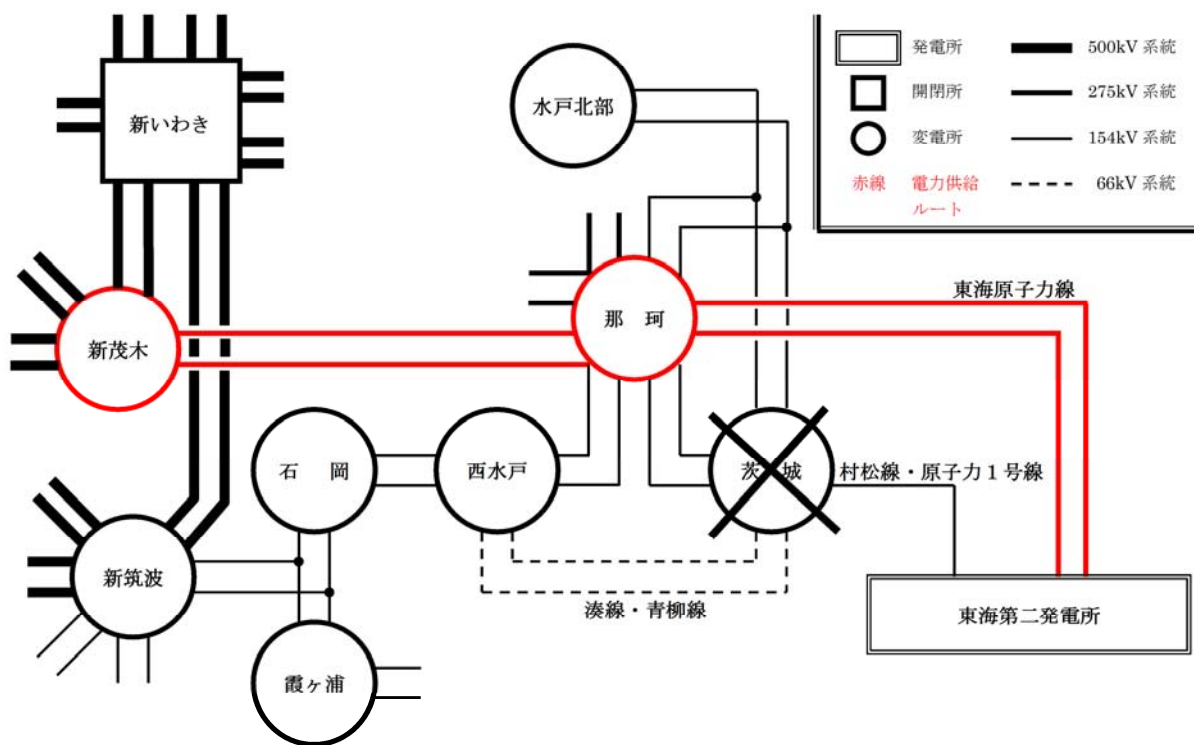 新いわき
水戸北部
発電所
500kV 系統
開閉所
275kV 系統
変電所
154kV 系統
赤線 電力供給
ルート
66kV 系統
東海原子力線
那 珂
新茂木
石 岡
西水戸
茨 城
村松線・原子力1号線
新筑波
湊線・青柳線
東海第二発電所
霞ヶ浦